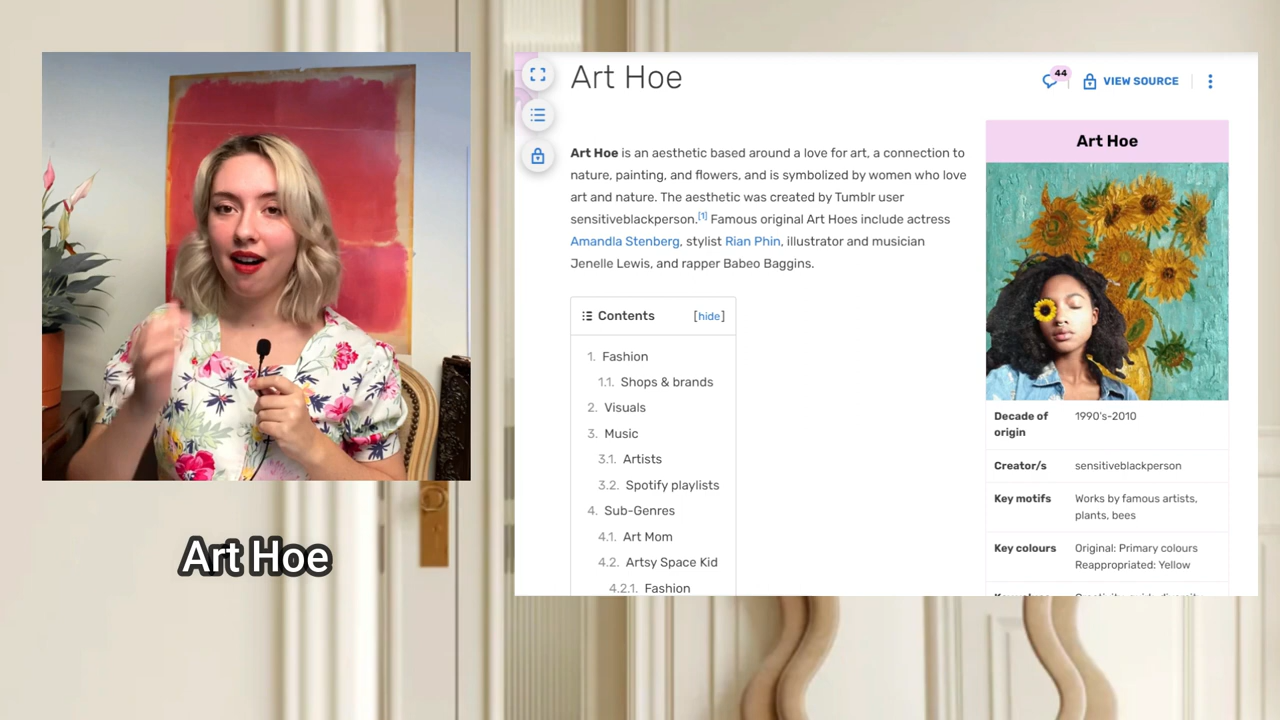 Art Hoe
44
VIEW SOURCE
Art Hoe is an aesthetic based around a love for art, a connection to
nature, painting, and flowers, and is symbolized by women who love
art and nature. The aesthetic was created by Tumblr user
sensitiveblackperson.[1] Famous original Art Hoes include actress
Amandla Stenberg, stylist Rian Phin, illustrator and musician
Jenelle Lewis, and rapper Babeo Baggins.
Contents [hide]
1. Fashion
1.1. Shops & brands
2. Visuals
3. Music
3.1. Artists
3.2. Spotify playlists
4. Sub-Genres
4.1. Art Mom
4.2. Artsy Space Kid
4.2.1. Fashion
Art Hoe
Decade of origin 1990's-2010
Creator/s sensitiveblackperson
Key motifs Works by famous artists,
plants, bees
Key colours Original: Primary colours
Reappropriated: Yellow
Art Hoe